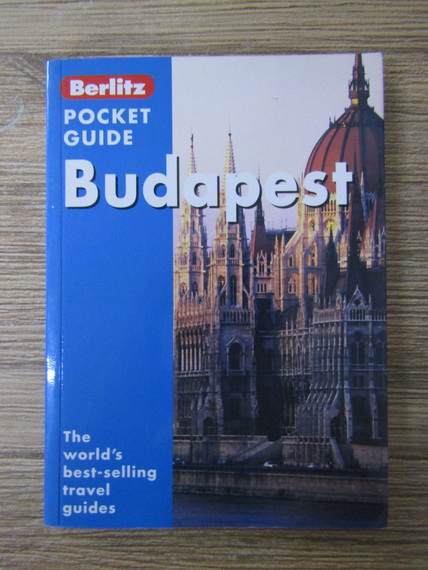 Berlitz
POCKET
GUIDE
Budapest
The
world's
best-selling
travel
guides